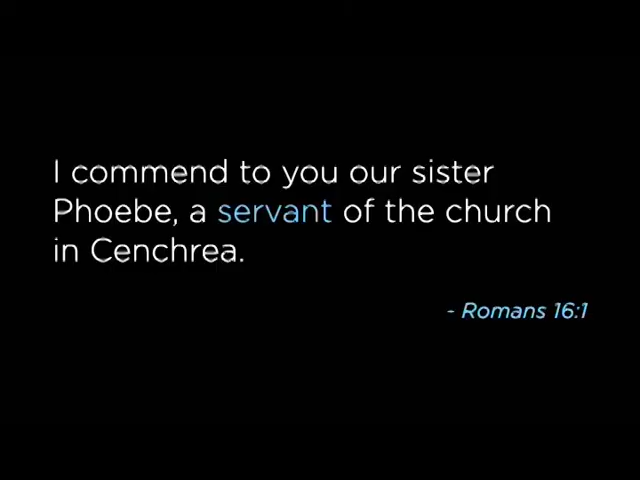 I commend to you our sister
Phoebe, a servant of the church
in Cenchrea.
- Romans 16:1